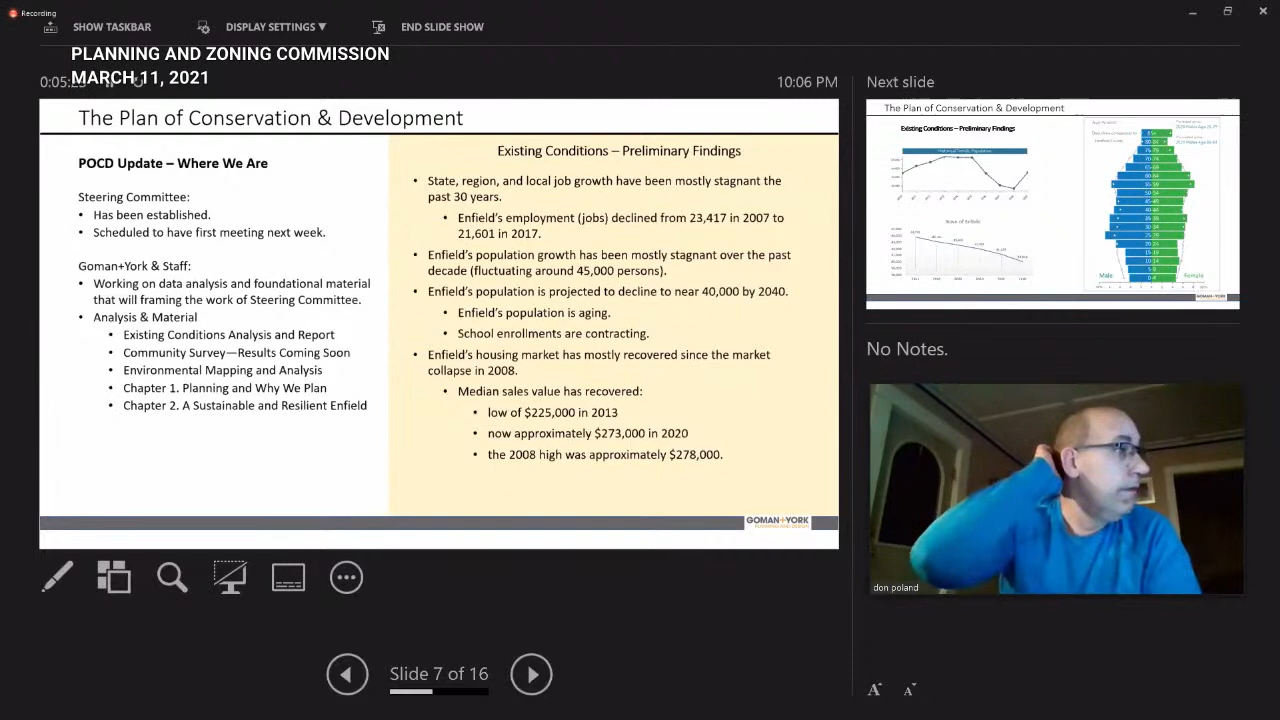 Recording
SHOW TASKBAR
DISPLAY SETTINGS ▼
END SLIDE SHOW
PLANNING AND ZONING COMMISSION
MARCH 11, 2021
10:06 PM
The Plan of Conservation & Development
POCD Update – Where We Are
Steering Committee:
• Has been established.
• Scheduled to have first meeting next week.
Goman+York & Staff:
• Working on data analysis and foundational material
that will framing the work of Steering Committee.
• Analysis & Material
• Existing Conditions Analysis and Report
• Community Survey—Results Coming Soon
• Environmental Mapping and Analysis
• Chapter 1. Planning and Why We Plan
• Chapter 2. A Sustainable and Resilient Enfield
Existing Conditions – Preliminary Findings
• State, region, and local job growth have been mostly stagnant the
past 30 years.
• Enfield's employment (jobs) declined from 23,417 in 2007 to
21,601 in 2017.
• Enfield's population growth has been mostly stagnant over the past
decade (fluctuating around 45,000 persons).
• population is projected to decline to near 40,000 by 2040.
• Enfield's population is aging.
• School enrollments are contracting.
• Enfield's housing market has mostly recovered since the market
collapse in 2008.
• Median sales value has recovered:
• low of $225,000 in 2013
• now approximately $273,000 in 2020
• the 2008 high was approximately $278,000.
GOMAN+YORK
PLANNING AND DESIGN
Slide 7 of 16
Next slide
The Plan of Conservation & Development
Existing Conditions – Preliminary Findings
Male
Female
GOMAN+YORK
No Notes.
don poland
A A